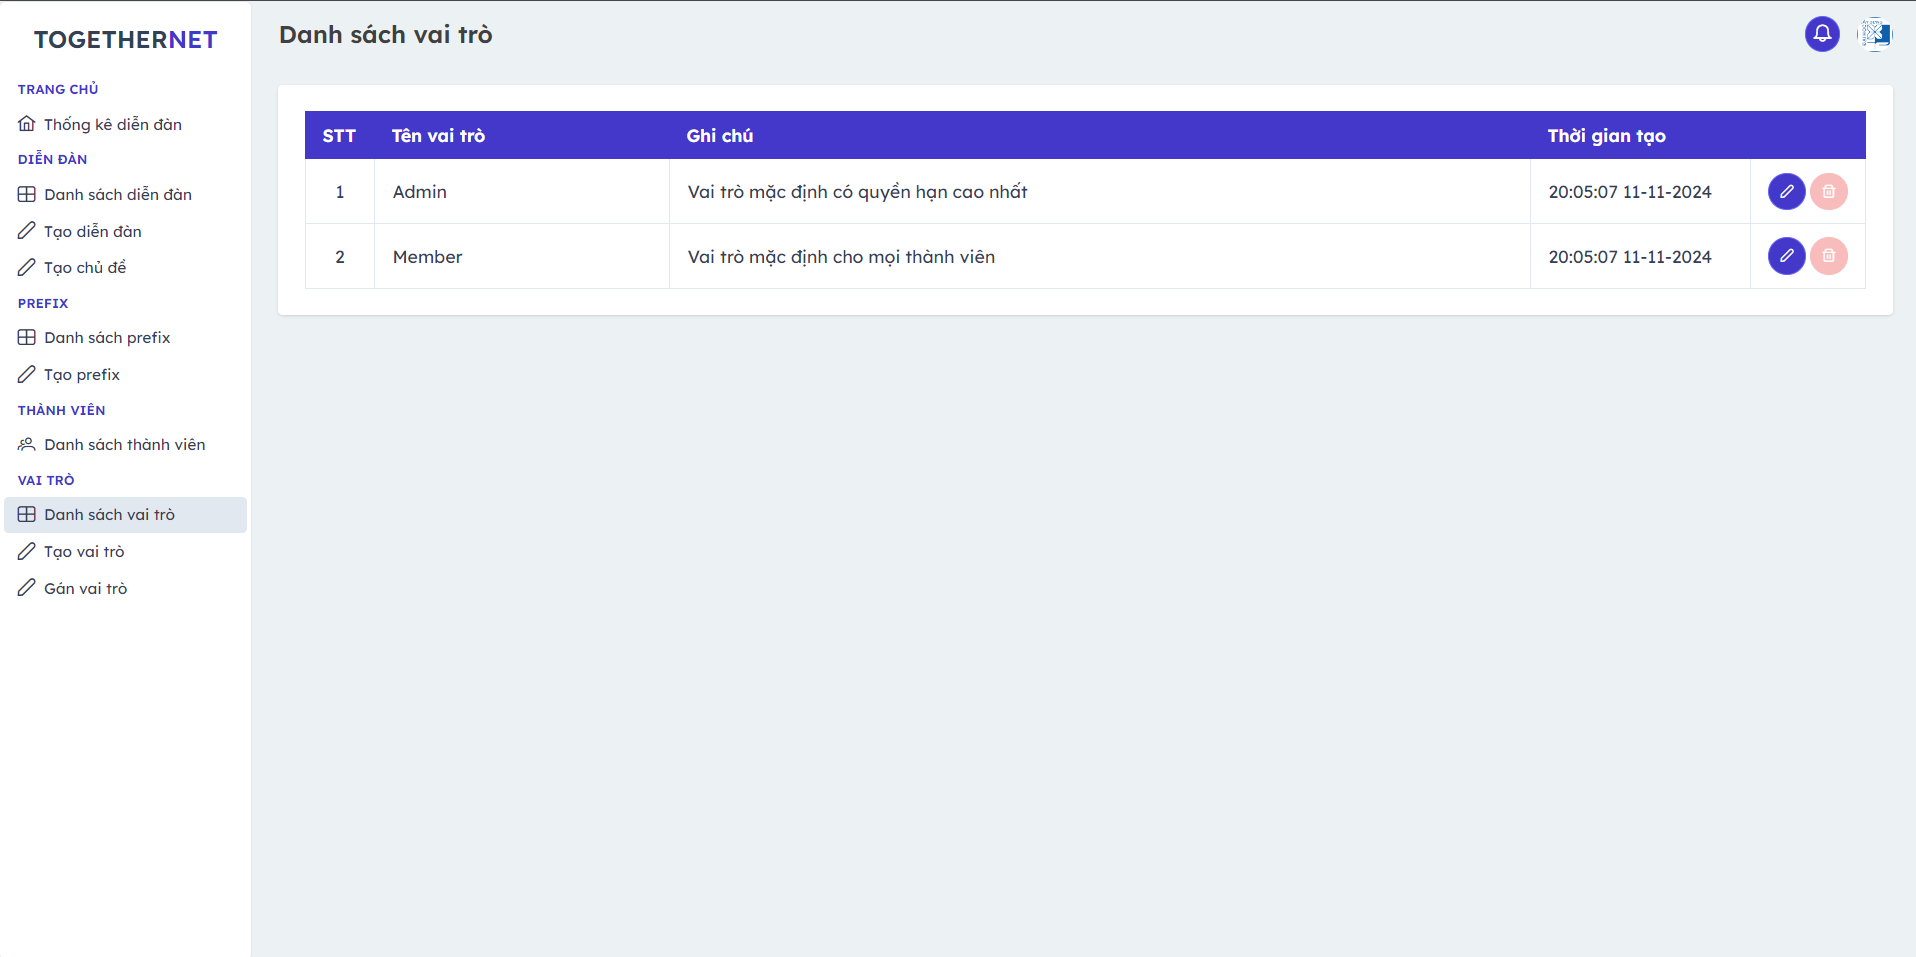 TOGETHERNET
TRANG CHỦ
Thống kê diễn đàn
DIỄN ĐÀN
Danh sách diễn đàn
Tạo diễn đàn
Tạo chủ đề
PREFIX
Danh sách prefix
Tạo prefix
THÀNH VIÊN
Danh sách thành viên
VAI TRÒ
Danh sách vai trò
Tạo vai trò
Gán vai trò
Danh sách vai trò
STT Tên vai trò Ghi chú Thời gian tạo
1 Admin Vai trò mặc định có quyền hạn cao nhất 20:05:07 11-11-2024
2 Member Vai trò mặc định cho mọi thành viên 20:05:07 11-11-2024